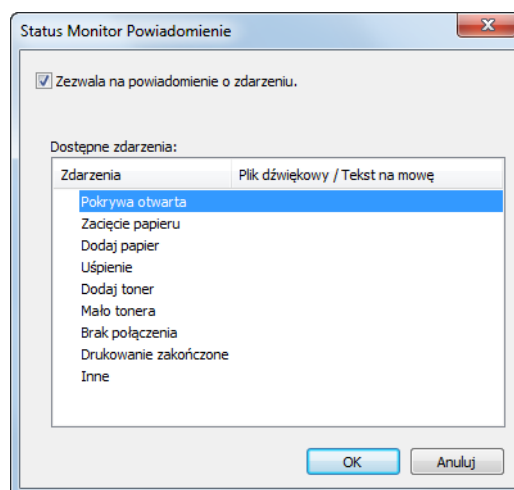 Status Monitor Powiadomienie
Zezwala na powiadomienie o zdarzeniu.
Dostępne zdarzenia:
Zdarzenia Plik dźwiękowy / Tekst na mowę
Pokrywa otwarta
Zacięcie papieru
Dodaj papier
Uśpienie
Dodaj toner
Mało tonera
Brak połączenia
Drukowanie zakończone
Inne
OK Anuluj